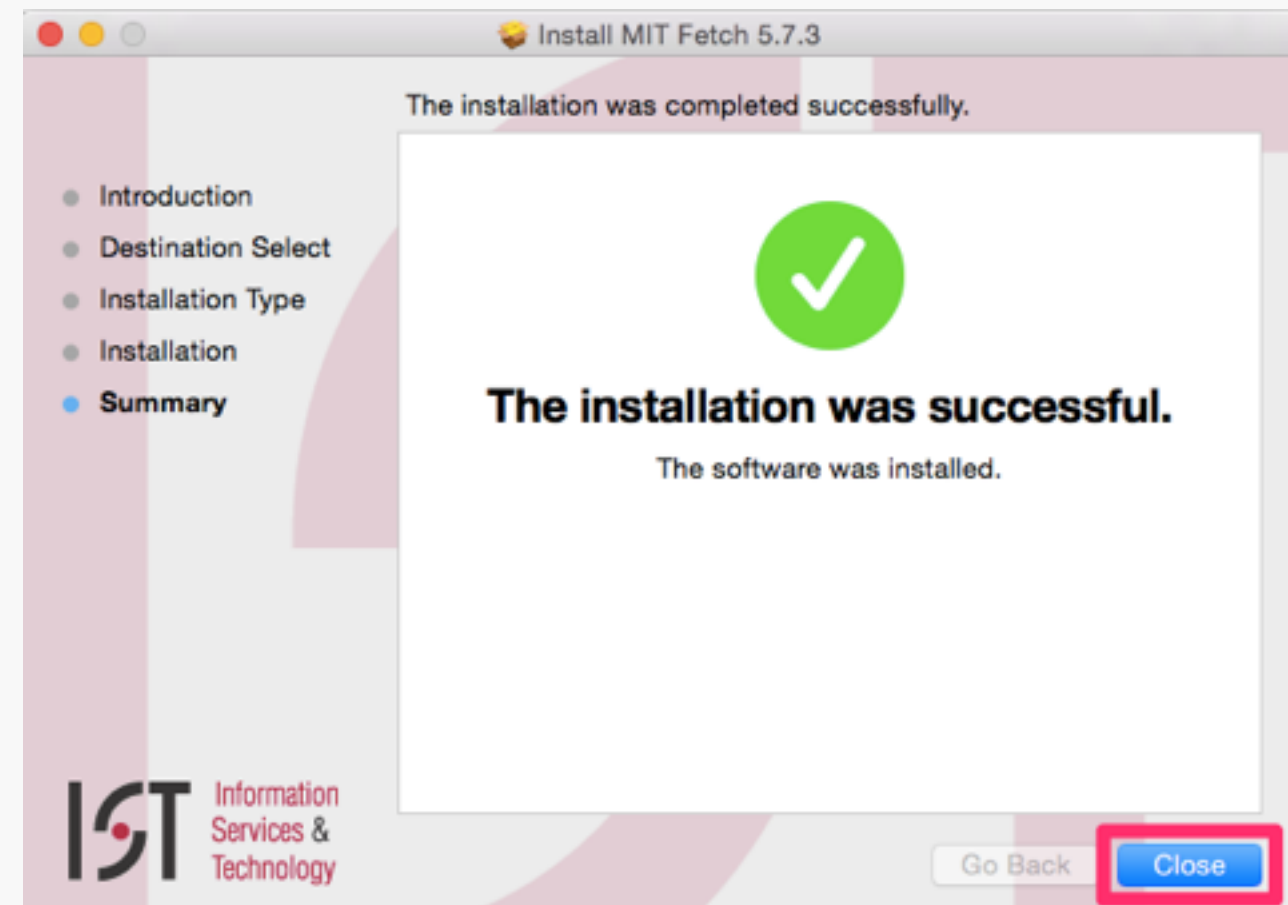 Install MIT Fetch 5.7.3
The installation was completed successfully.
Introduction
Destination Select
Installation Type
Installation
Summary
The installation was successful.
The software was installed.
IST
Information
Services &
Technology
Go Back
Close